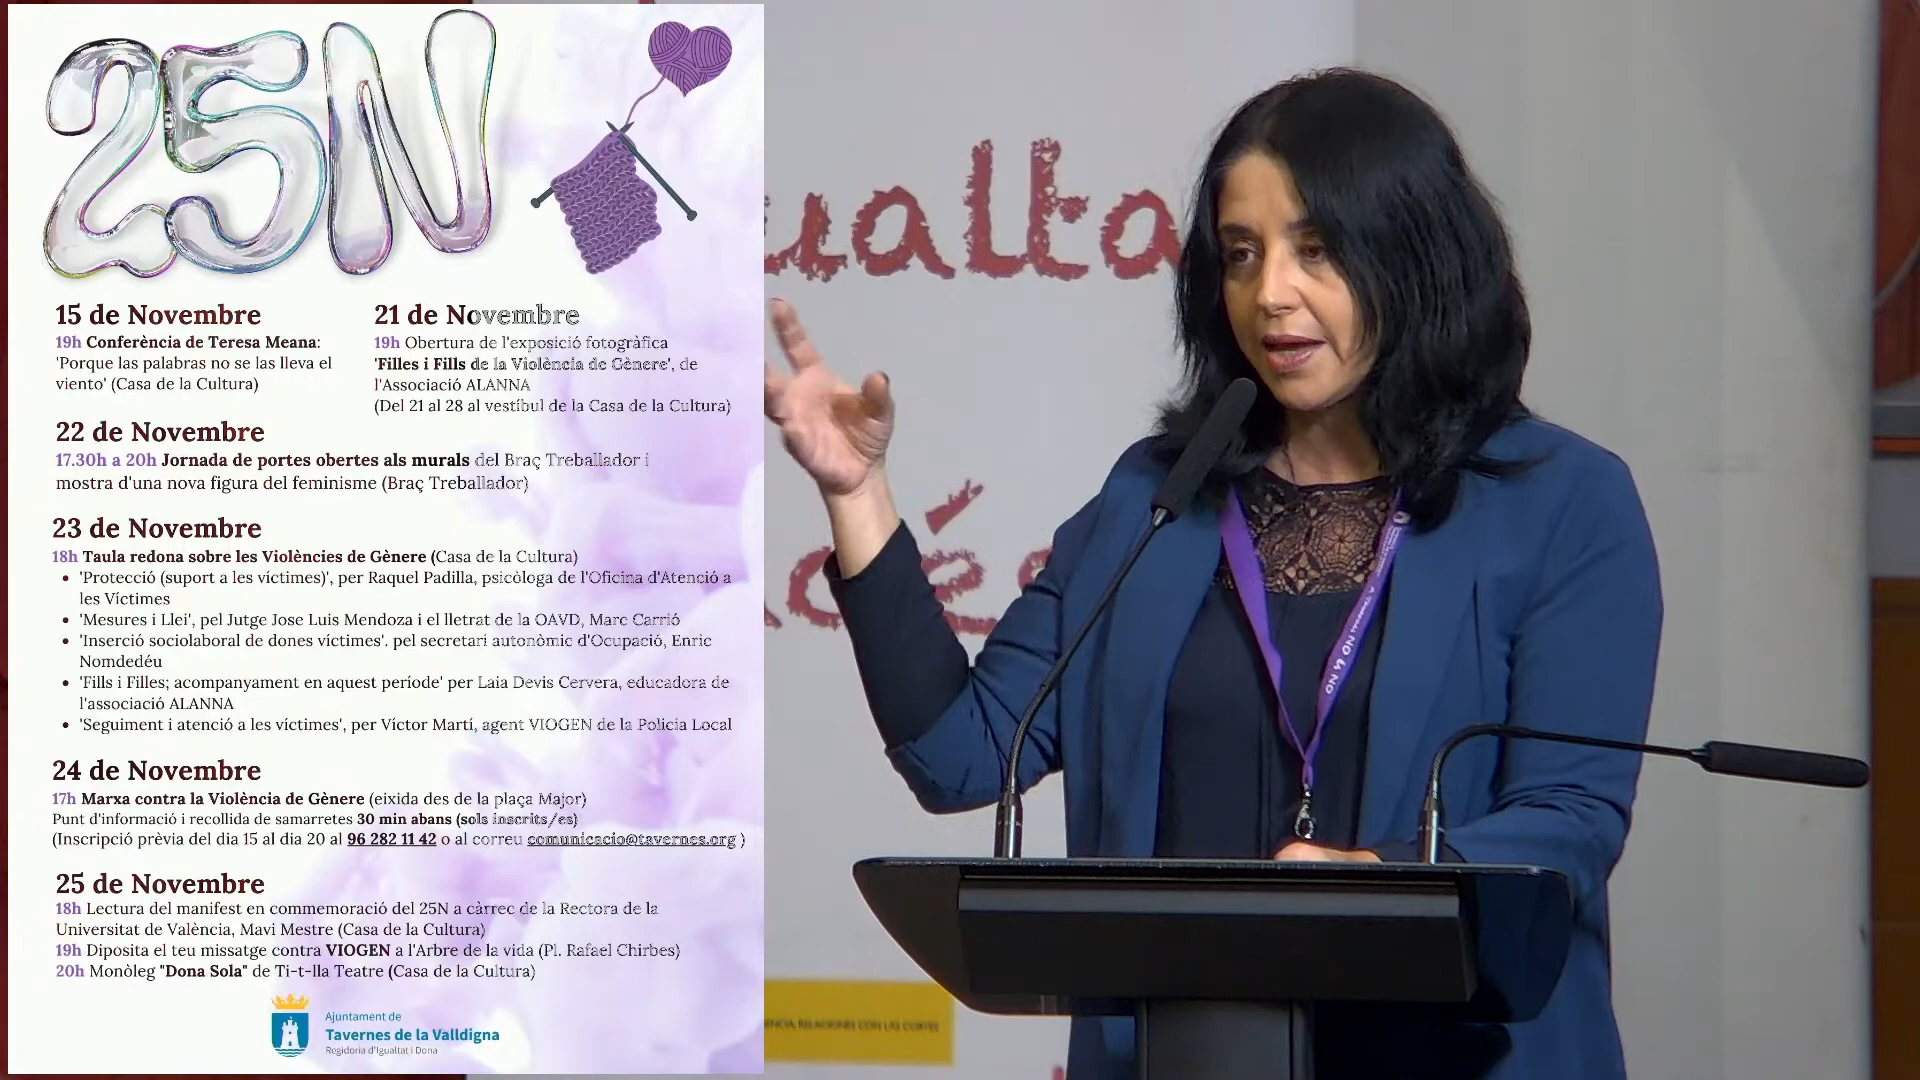 25N
15 de Novembre
19h Conferència de Teresa Meana:
'Porque las palabras no se las lleva el
viento' (Casa de la Cultura)
21 de Novembre
19h Obertura de l'exposició fotogràfica
'Filles i Fills de la Violència de Gènere', de
l'Associació ALANNA
(Del 21 al 28 al vestíbul de la Casa de la Cultura)
22 de Novembre
17.30h a 20h Jornada de portes obertes als murals del Braç Treballador i
mostra d'una nova figura del feminisme (Braç Treballador)
23 de Novembre
18h Taula redona sobre les Violències de Gènere (Casa de la Cultura)
• 'Protecció (suport a les víctimes)', per Raquel Padilla, psicòloga de l'Oficina d'Atenció a
les Víctimes
• 'Mesures i Llei', pel Jutge Jose Luis Mendoza i el lletrat de la OAVD, Marc Carrió
• 'Inserció sociolaboral de dones víctimes'. pel secretari autonòmic d'Ocupació, Enric
Nomdedéu
• 'Fills i Filles; acompanyament en aquest període' per Laia Devis Cervera, educadora de
l'associació ALANNA
• 'Seguiment i atenció a les víctimes', per Víctor Martí, agent VIOGEN de la Policia Local
24 de Novembre
17h Marxa contra la Violència de Gènere (eixida des de la plaça Major)
Punt d'informació i recollida de samarretes 30 min abans (sols inscrits/es)
(Inscripció prèvia del dia 15 al dia 20 al 96 282 11 42 o al correu comunicacio@tavernes.org )
25 de Novembre
18h Lectura del manifest en commemoració del 25N a càrrec de la Rectora de la
Universitat de València, Mavi Mestre (Casa de la Cultura)
19h Diposita el teu missatge contra VIOGEN a l'Arbre de la vida (Pl. Rafael Chirbes)
20h Monòleg "Dona Sola" de Ti-t-lla Teatre (Casa de la Cultura)
Ajuntament de
Tavernes de la Valldigna
Regidoria d'Igualtat i Dona
ualta
RELACIONES CON LAS CORTES